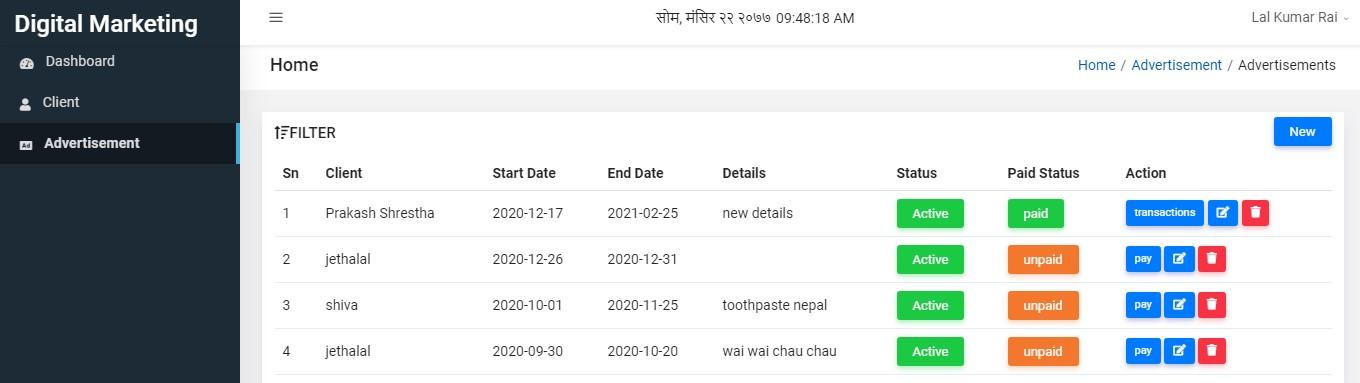 Digital Marketing
सोम, मंसिर २२ २०७७ 09:48:18 AM
Lal Kumar Rai
Dashboard
Client
Advertisement
Home
Home / Advertisement / Advertisements
FILTER
New
Sn Client Start Date End Date Details Status Paid Status Action
1 Prakash Shrestha 2020-12-17 2021-02-25 new details Active paid transactions
2 jethalal 2020-12-26 2020-12-31 Active unpaid pay
3 shiva 2020-10-01 2020-11-25 toothpaste nepal Active unpaid pay
4 jethalal 2020-09-30 2020-10-20 wai wai chau chau Active unpaid pay